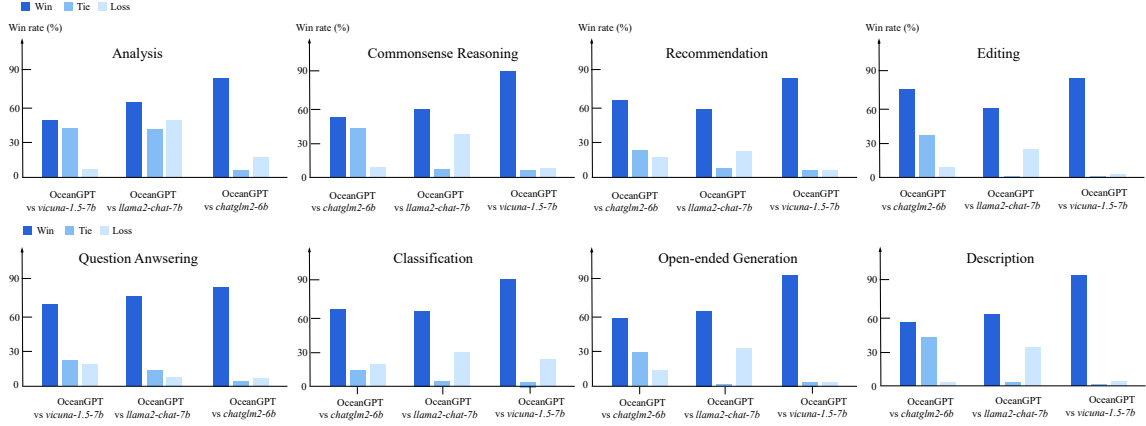 Win Tie Loss
Win rate (%) Win rate (%) Win rate (%) Win rate (%)
Analysis Commonsense Reasoning Recommendation Editing
90 90 90 90
60 60 60 60
30 30 30 30
0 0 0 0
OceanGPT OceanGPT OceanGPT OceanGPT OceanGPT OceanGPT OceanGPT OceanGPT OceanGPT OceanGPT OceanGPT OceanGPT
vs vicuna-1.5-7b vs llama2-chat-7b vs chatglm2-6b vs chatglm2-6b vs llama2-chat-7b vs vicuna-1.5-7b vs chatglm2-6b vs llama2-chat-7b vs vicuna-1.5-7b vs chatglm2-6b vs llama2-chat-7b vs vicuna-1.5-7b
Win Tie Loss
Question Anwsering Classification Open-ended Generation Description
90 90 90 90
60 60 60 60
30 30 30 30
0 0 0 0
OceanGPT OceanGPT OceanGPT OceanGPT OceanGPT OceanGPT OceanGPT OceanGPT OceanGPT OceanGPT OceanGPT OceanGPT
vs vicuna-1.5-7b vs llama2-chat-7b vs chatglm2-6b vs chatglm2-6b vs llama2-chat-7b vs vicuna-1.5-7b vs chatglm2-6b vs llama2-chat-7b vs vicuna-1.5-7b vs chatglm2-6b vs llama2-chat-7b vs vicuna-1.5-7b